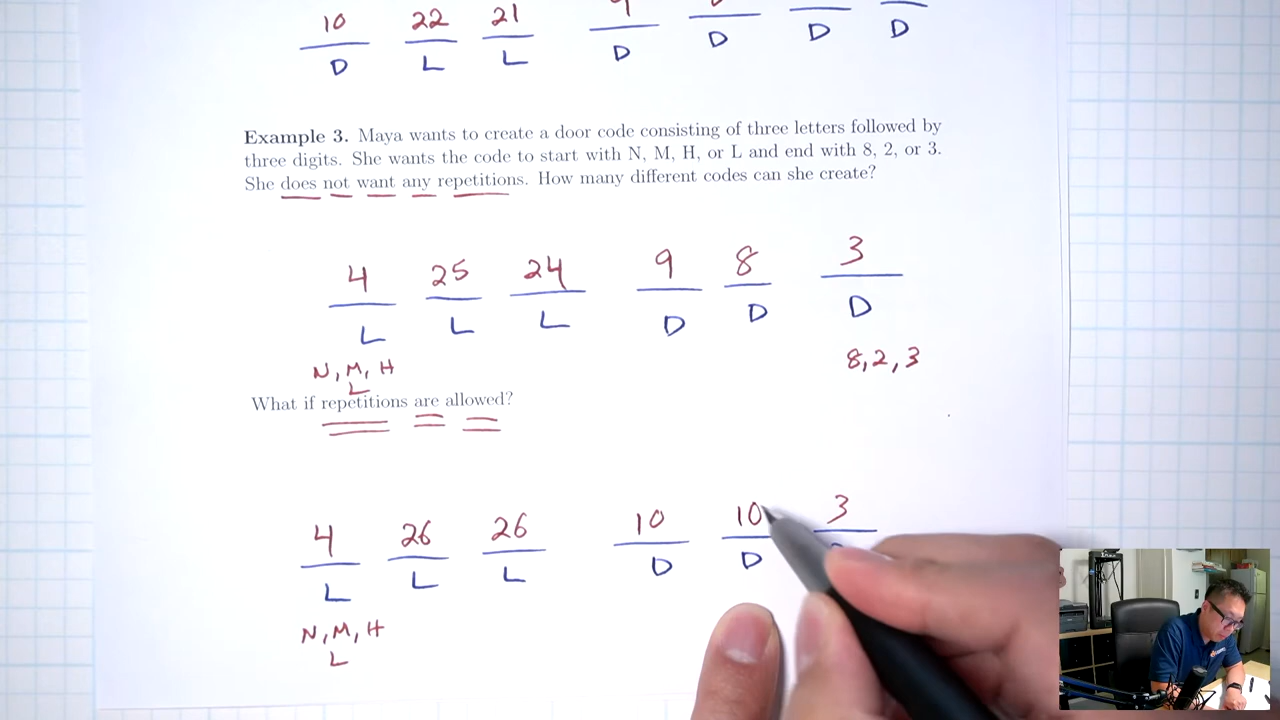 10 22 21
D L L D D D D
Example 3. Maya wants to create a door code consisting of three letters followed by
three digits. She wants the code to start with N, M, H, or L and end with 8, 2, or 3.
She does not want any repetitions. How many different codes can she create?
4 25 24 9 8 3
L L L D D D
N, M, H 8, 2, 3
L
What if repetitions are allowed?
4 26 26 10 10 3
L L L D D
N, M, H
L